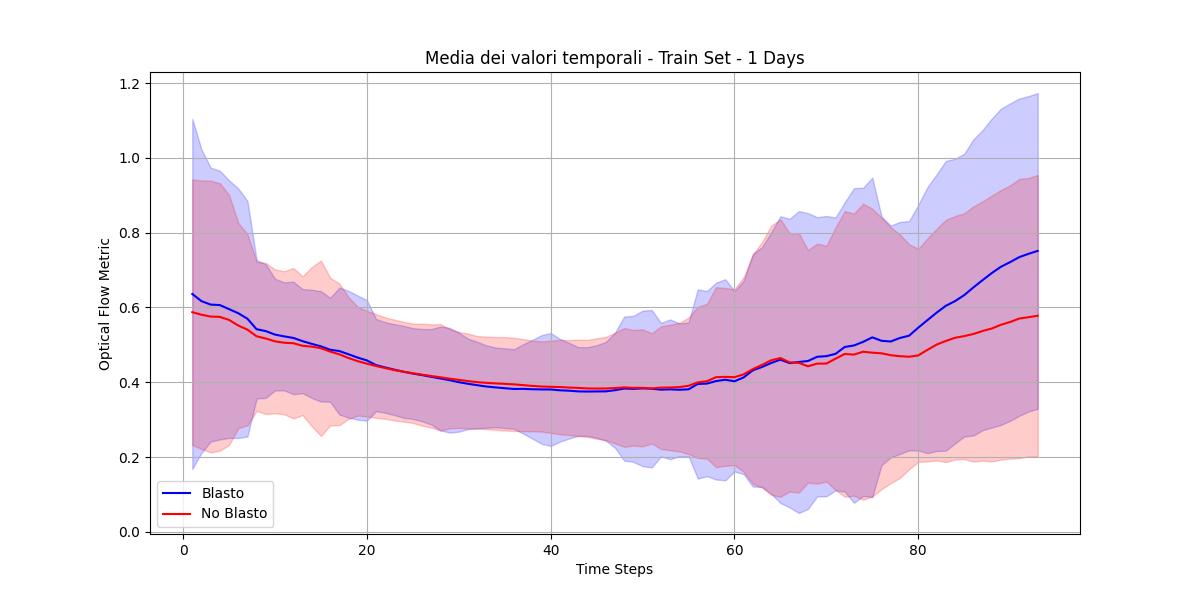 Media dei valori temporali - Train Set - 1 Days
Optical Flow Metric
1.2
1.0
0.8
0.6
0.4
0.2
0.0
Blasto
No Blasto
0 20 40 60 80
Time Steps